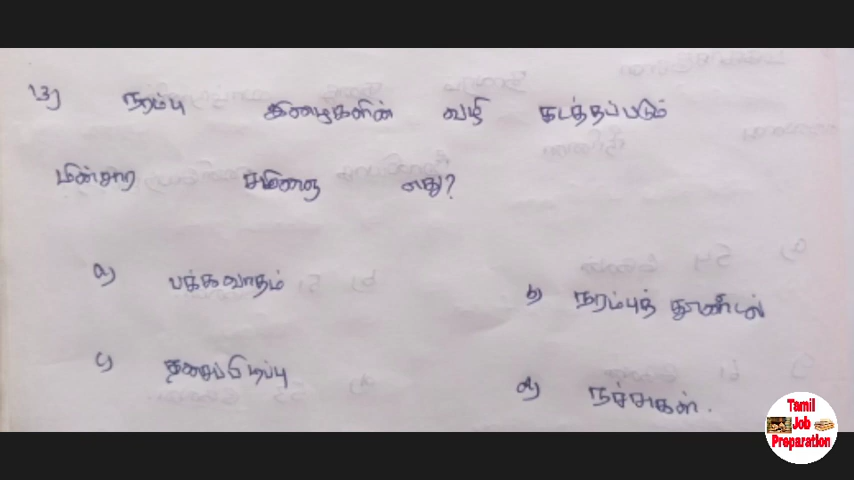 13) நரம்பு இழைகளின் வழி கடத்தப்படும்
மின்சார சமிஞை எது?
a) பக்கவாதம்
b) நரம்புத் தூண்டல்
c) தசைப்பிடிப்பு
d) நச்சுகள்.
Tamil
Job
Preparation